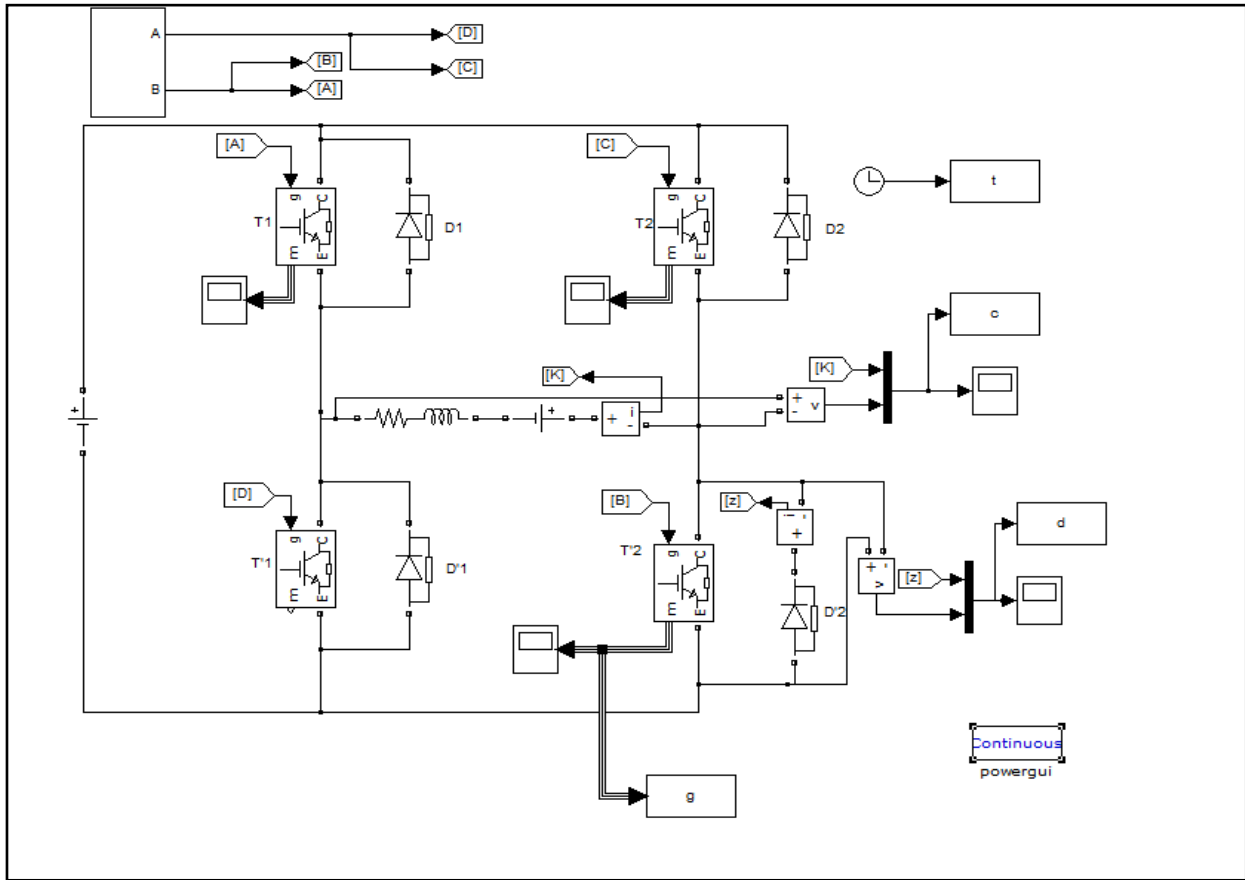 A
B
[D]
[B]
[C]
[A]
[A]
g
C
m
E
T1
D1
[C]
g
C
m
E
T2
D2
t
c
[K]
[K]
+
+
+
i
-
+
-
v
[D]
g
C
m
E
T'1
D'1
[B]
g
C
m
E
T'2
[z]
i
-
+
D'2
+
-
v
[z]
d
g
Continuous
powergui